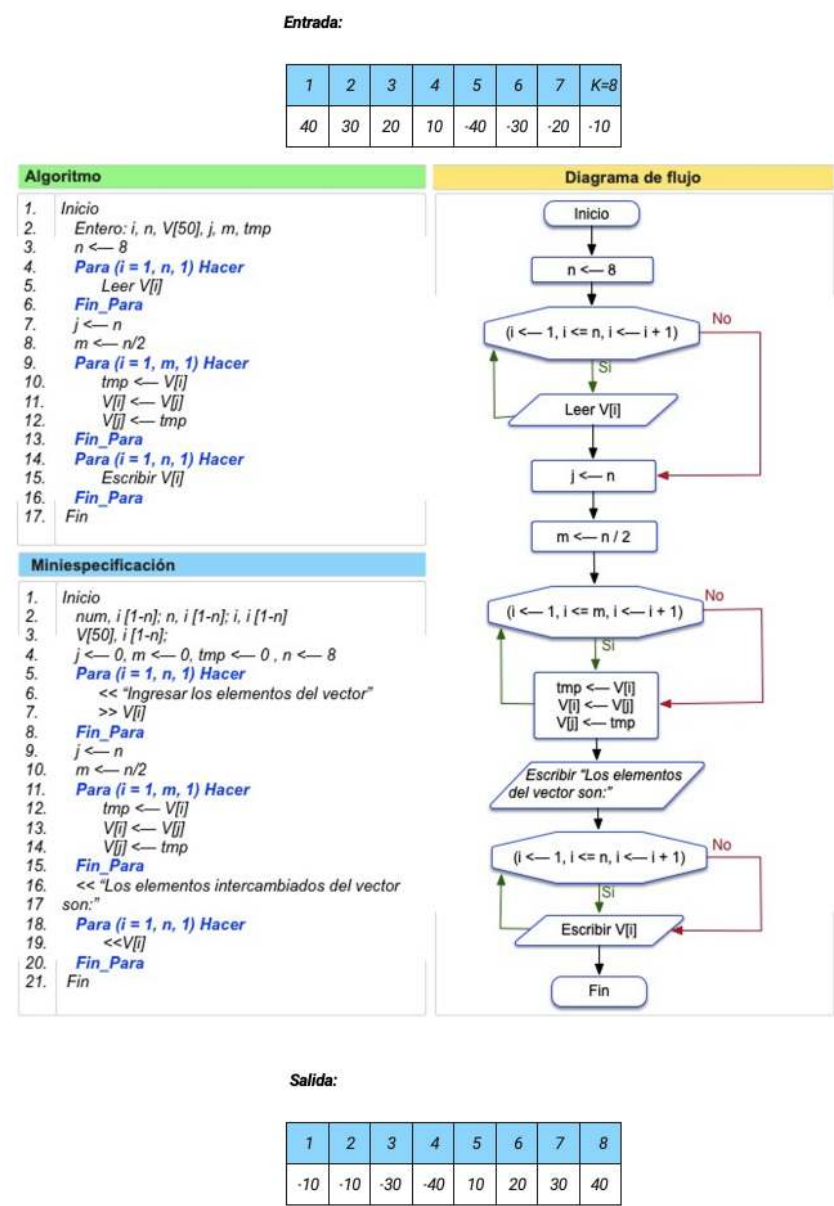 Entrada:
1 2 3 4 5 6 7 K=8
40 30 20 10 -40 -30 -20 -10
Algoritmo
1. Inicio
2. Entero: i, n, V[50], j, m, tmp
3. n <— 8
4. Para (i = 1, n, 1) Hacer
5. Leer V[i]
6. Fin_Para
7. j <— n
8. m <— n/2
9. Para (i = 1, m, 1) Hacer
10. tmp <— V[i]
11. V[i] <— V[j]
12. V[j] <— tmp
13. Fin_Para
14. Para (i = 1, n, 1) Hacer
15. Escribir V[i]
16. Fin_Para
17. Fin
Miniespecificación
1. Inicio
2. num, i [1-n]; n, i [1-n]; i, i [1-n]
3. V[50], i [1-n];
4. j <— 0, m <— 0, tmp <— 0 , n <— 8
5. Para (i = 1, n, 1) Hacer
6. << “Ingresar los elementos del vector”
7. >> V[i]
8. Fin_Para
9. j <— n
10. m <— n/2
11. Para (i = 1, m, 1) Hacer
12. tmp <— V[i]
13. V[i] <— V[j]
14. V[j] <— tmp
15. Fin_Para
16. << “Los elementos intercambiados del vector
17 son:”
18. Para (i = 1, n, 1) Hacer
19. <<V[i]
20. Fin_Para
21. Fin
Diagrama de flujo
Inicio
n <— 8
(i <— 1, i <= n, i <— i + 1)
No
Si
Leer V[i]
j <— n
m <— n / 2
(i <— 1, i <= m, i <— i + 1)
No
Si
tmp <— V[i]
V[i] <— V[j]
V[j] <— tmp
Escribir “Los elementos
del vector son:”
(i <— 1, i <= n, i <— i + 1)
No
Si
Escribir V[i]
Fin
Salida:
1 2 3 4 5 6 7 8
-10 -10 -30 -40 10 20 30 40